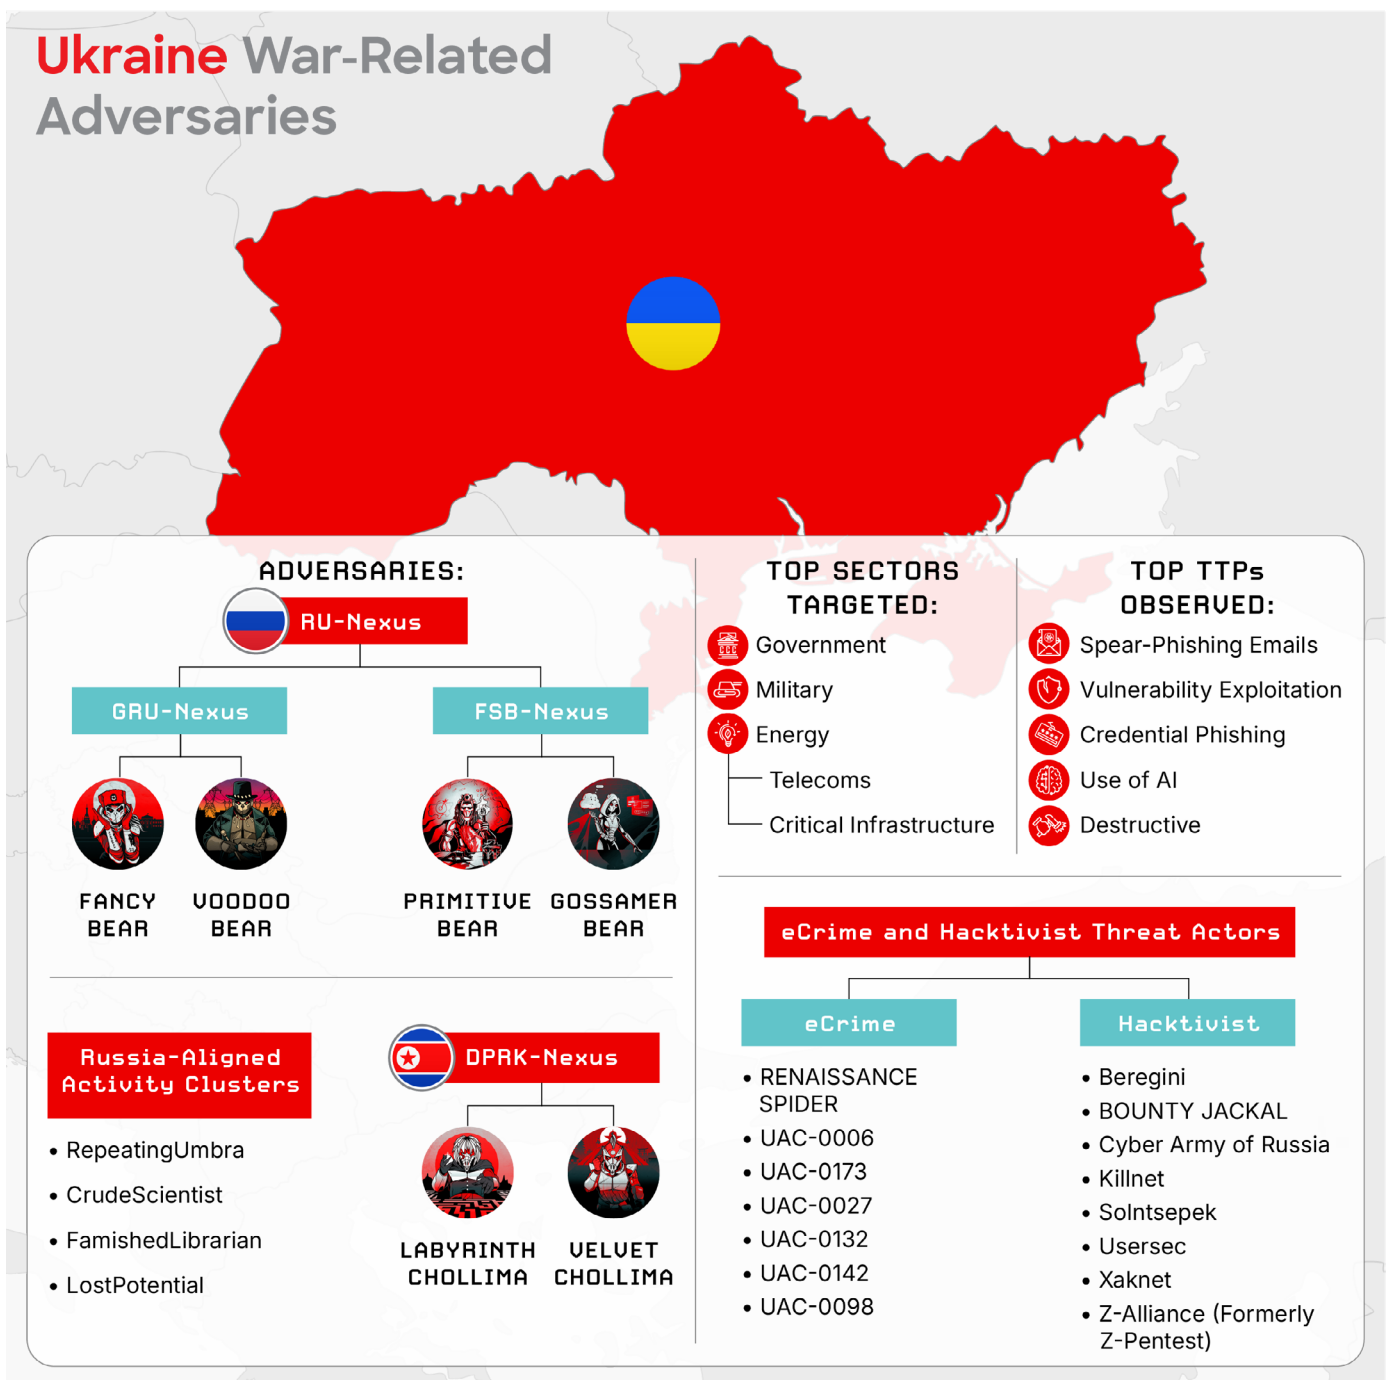 Ukraine War-Related
Adversaries
ADVERSARIES:
RU-Nexus
GRU-Nexus
FSB-Nexus
FANCY
BEAR
VOODOO
BEAR
PRIMITIVE
BEAR
GOSSAMER
BEAR
Russia-Aligned
Activity Clusters
• RepeatingUmbra
• CrudeScientist
• FamishedLibrarian
• LostPotential
DPRK-Nexus
LABYRINTH
CHOLLIMA
VELVET
CHOLLIMA
TOP SECTORS
TARGETED:
Government
Military
Energy
Telecoms
Critical Infrastructure
TOP TTPs
OBSERVED:
Spear-Phishing Emails
Vulnerability Exploitation
Credential Phishing
Use of AI
Destructive
eCrime and Hacktivist Threat Actors
eCrime
• RENAISSANCE
SPIDER
• UAC-0006
• UAC-0173
• UAC-0027
• UAC-0132
• UAC-0142
• UAC-0098
Hacktivist
• Beregini
• BOUNTY JACKAL
• Cyber Army of Russia
• Killnet
• Solntsepek
• Usersec
• Xaknet
• Z-Alliance (Formerly
Z-Pentest)